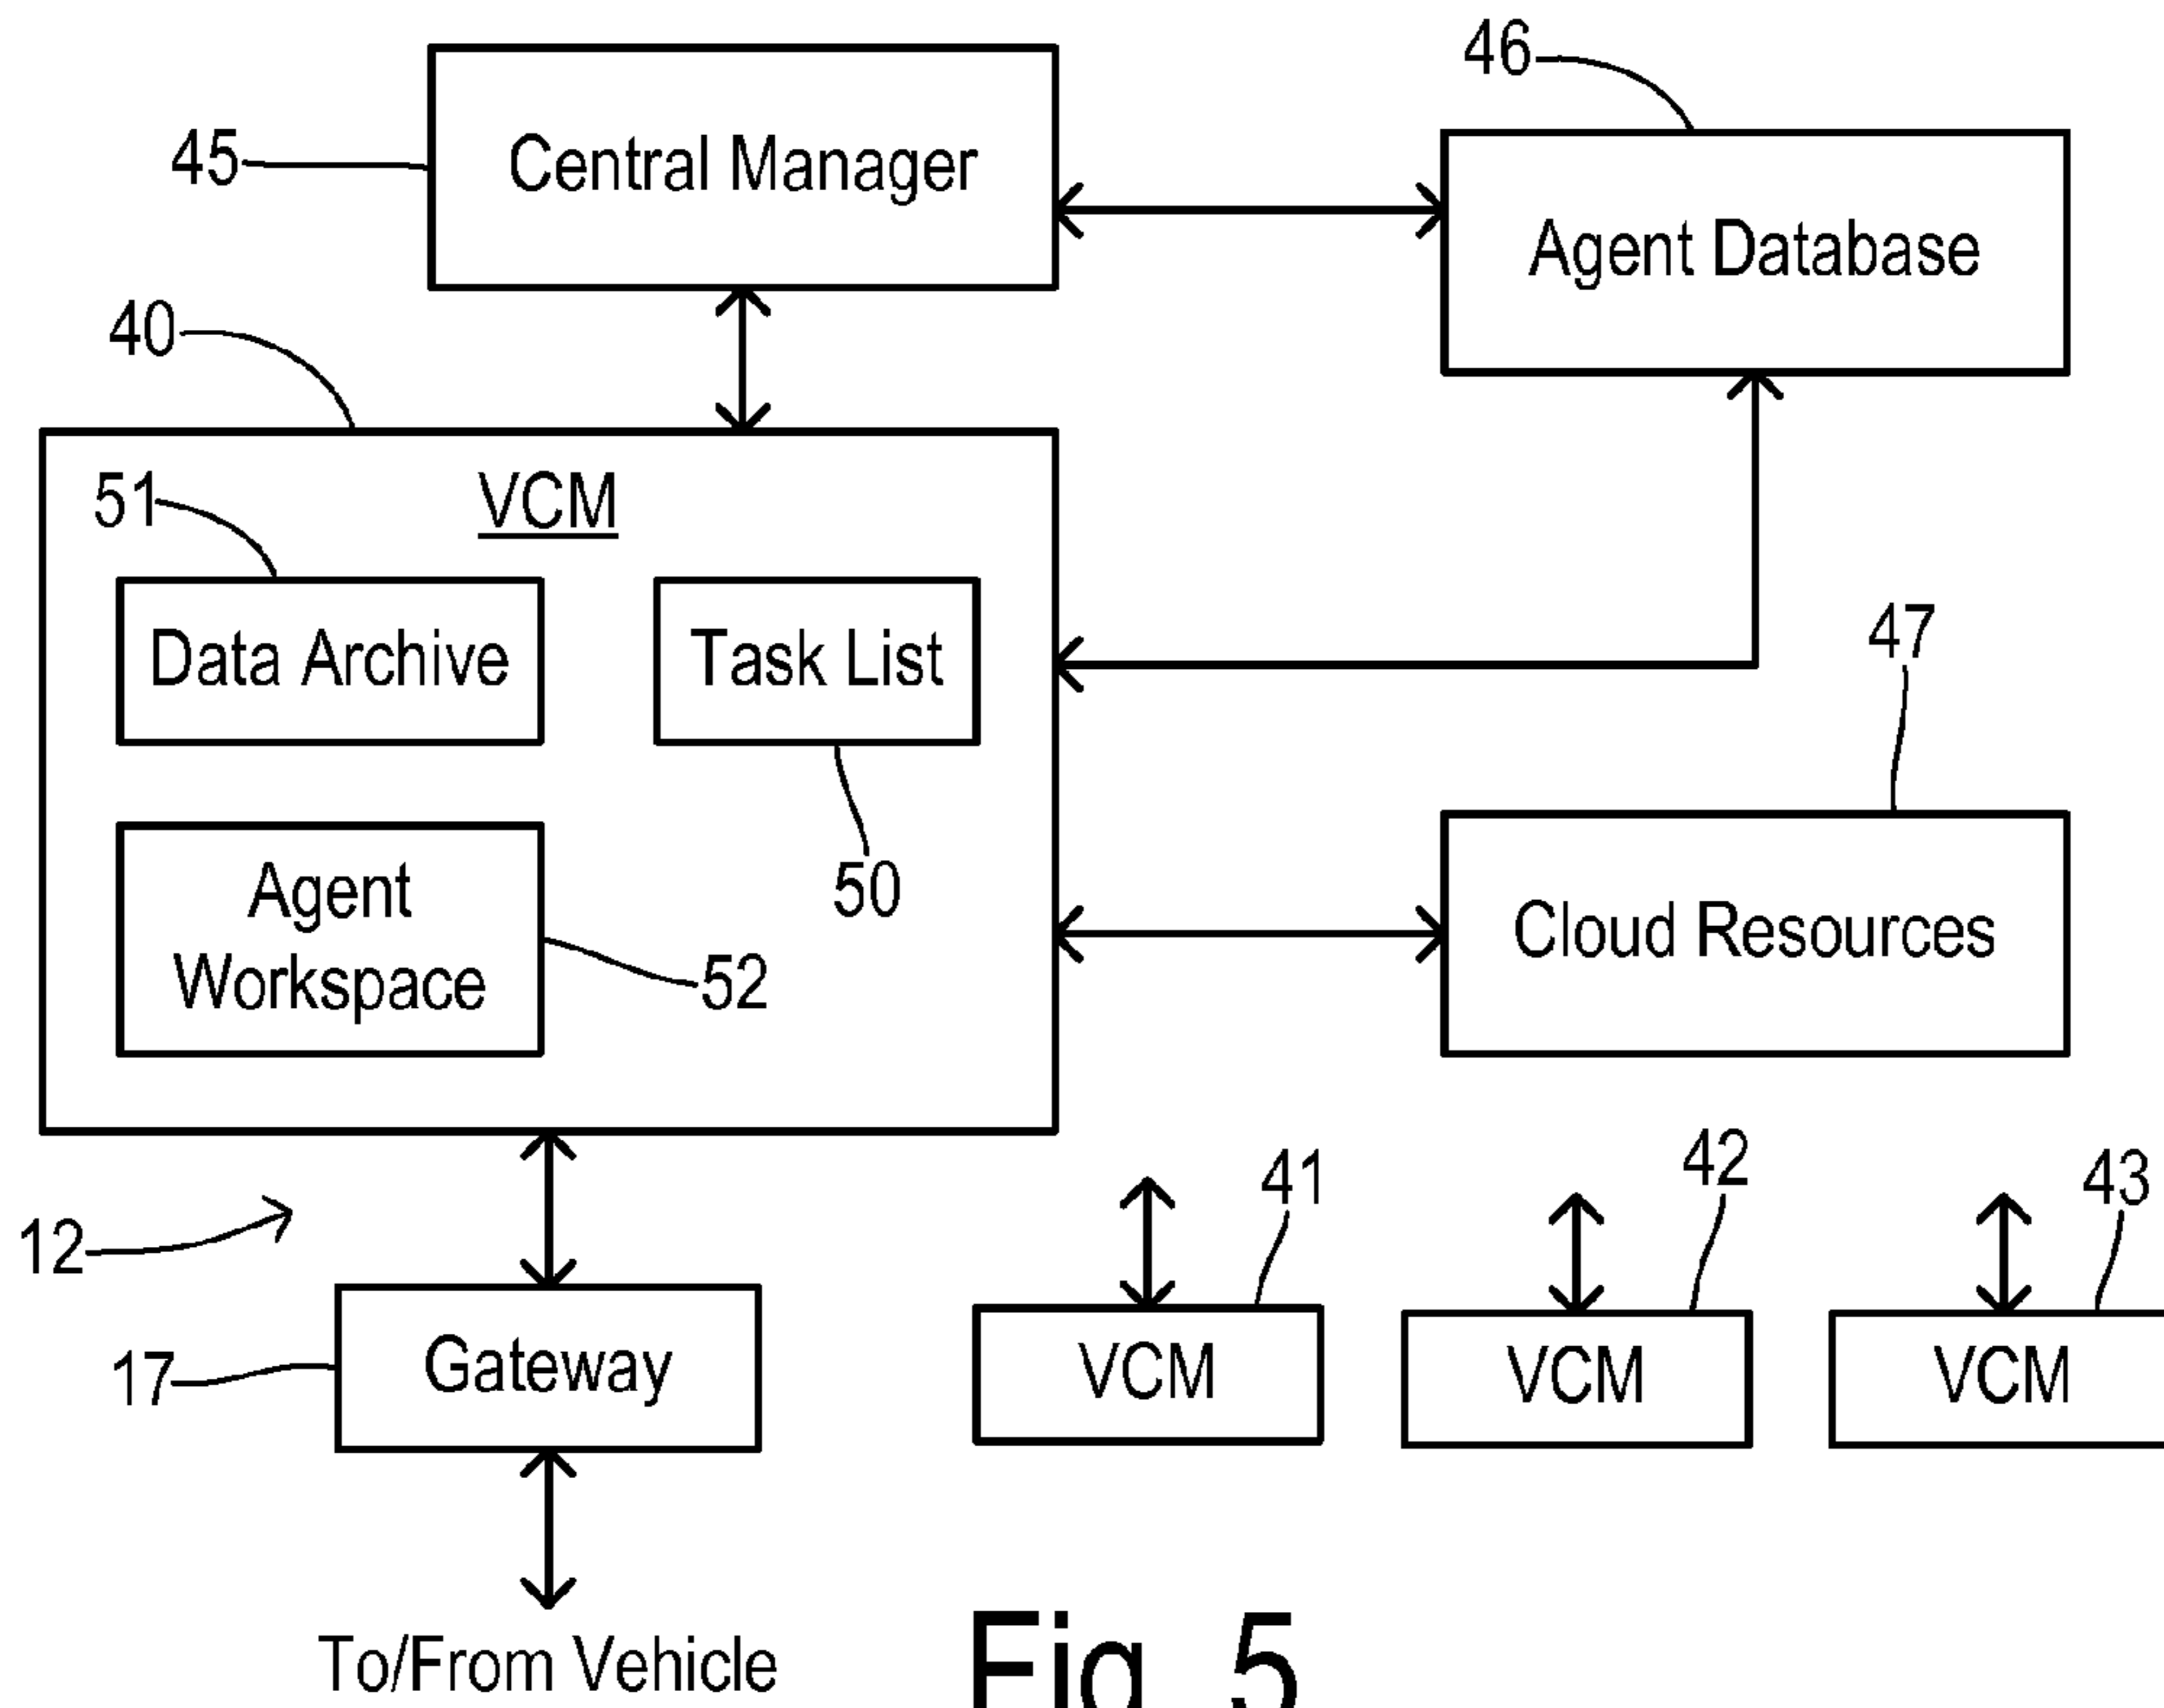 46
45
Central Manager
Agent Database
40
VCM
51
Data Archive
Task List
47
50
Agent
Workspace
52
Cloud Resources
12
41
42
43
17
Gateway
VCM
VCM
VCM
To/From Vehicle
Fig. 5